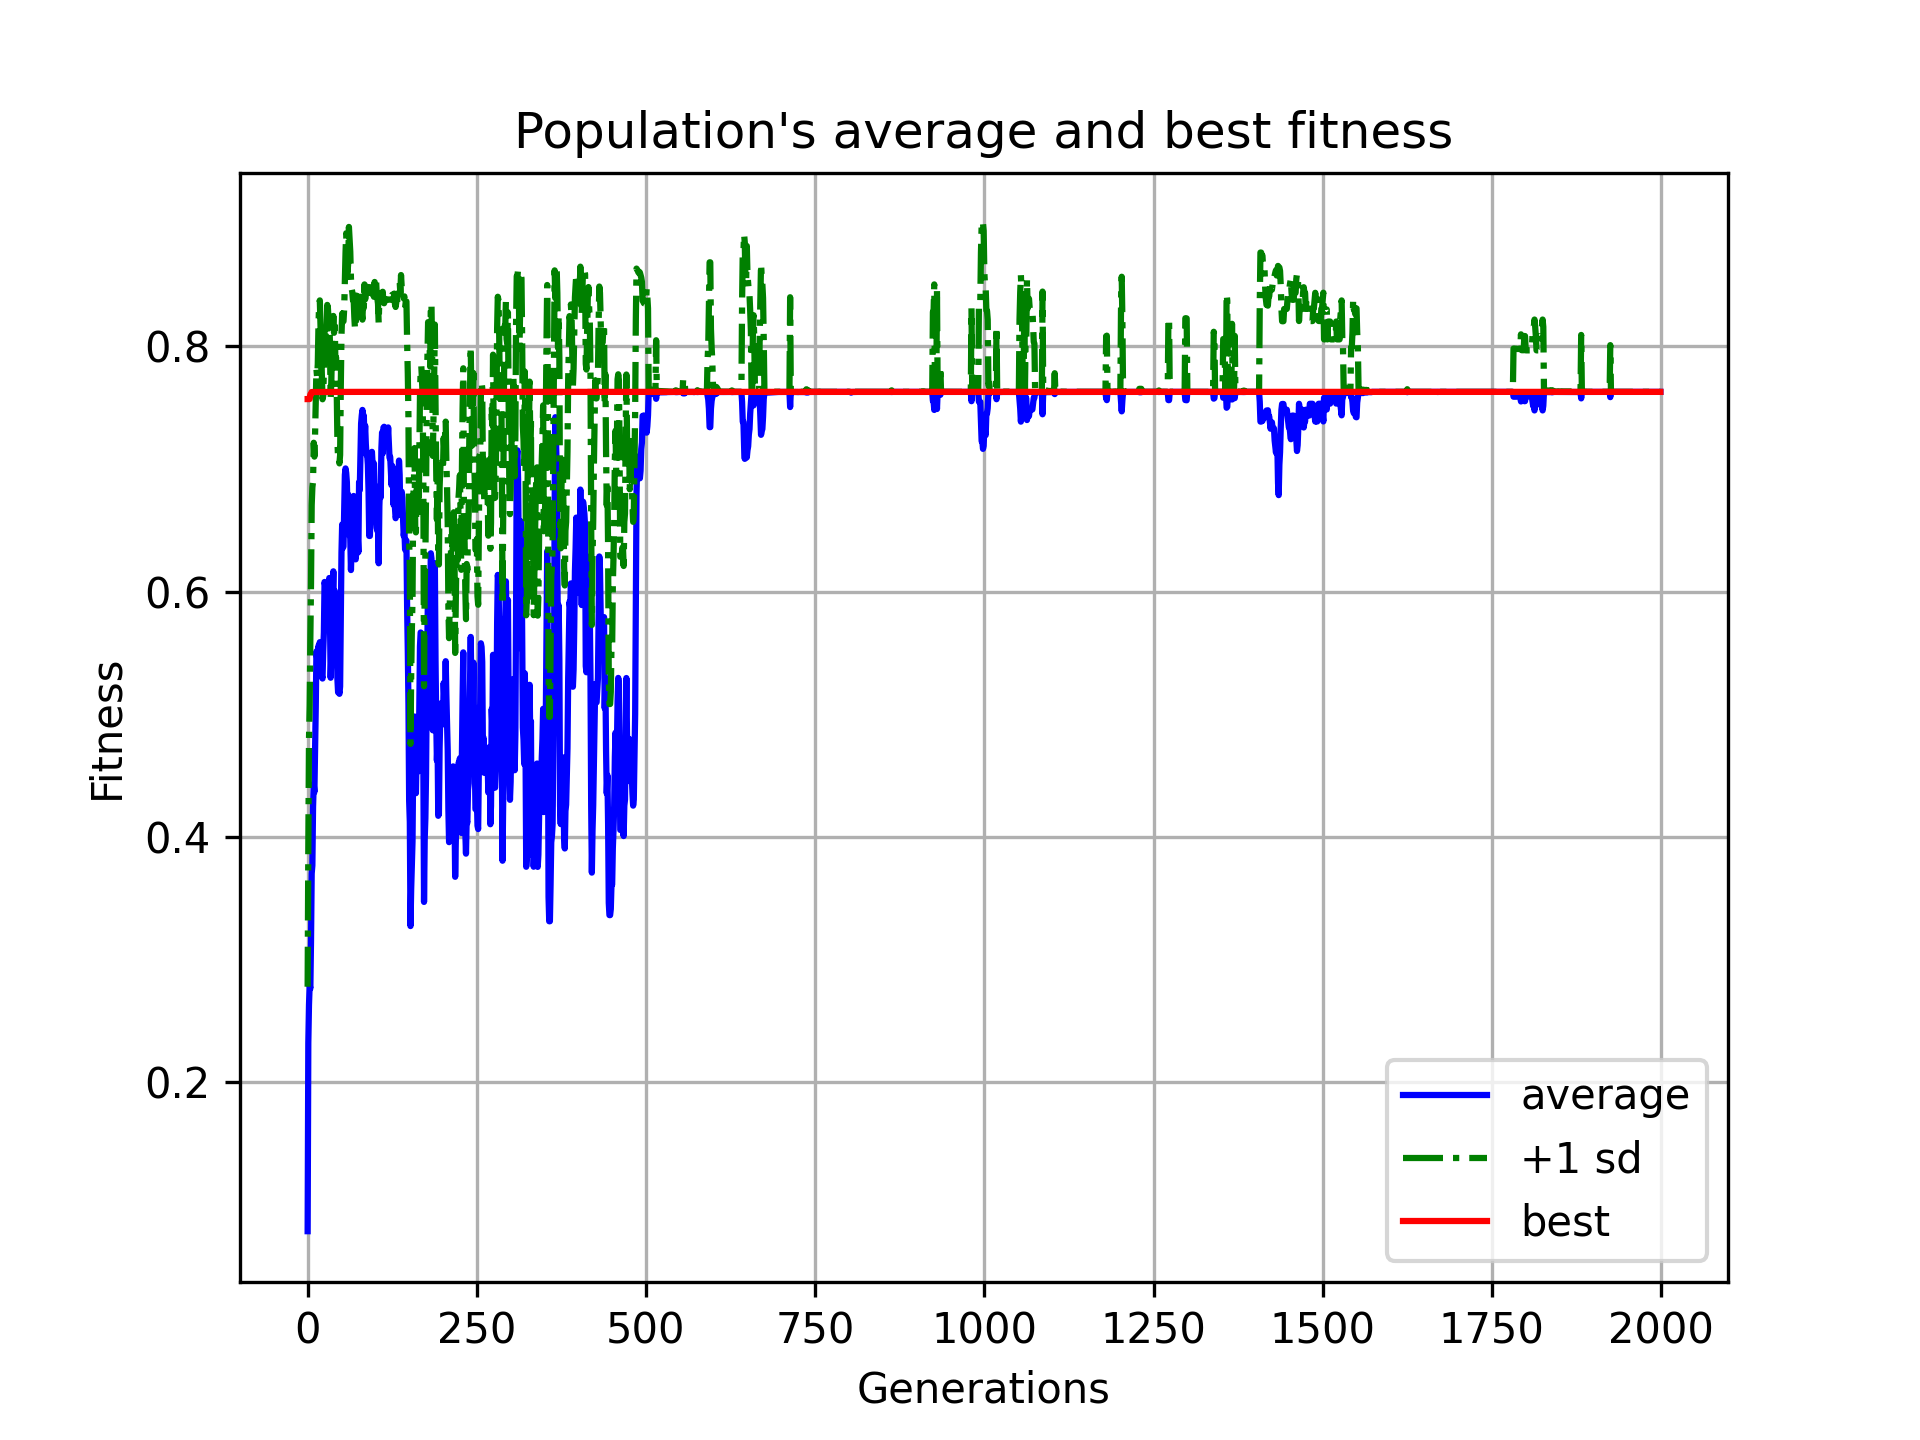 Population's average and best fitness
Fitness
0.8
0.6
0.4
0.2
0 250 500 750 1000 1250 1500 1750 2000
Generations
average
+1 sd
best